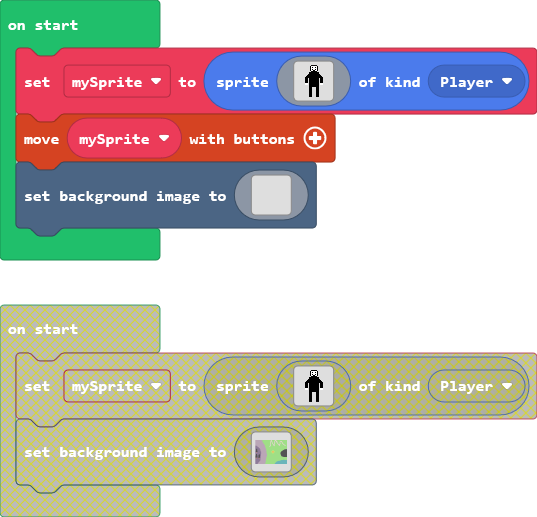 on start
set mySprite to sprite of kind Player
move mySprite with buttons
set background image to
on start
set mySprite to sprite of kind Player
set background image to